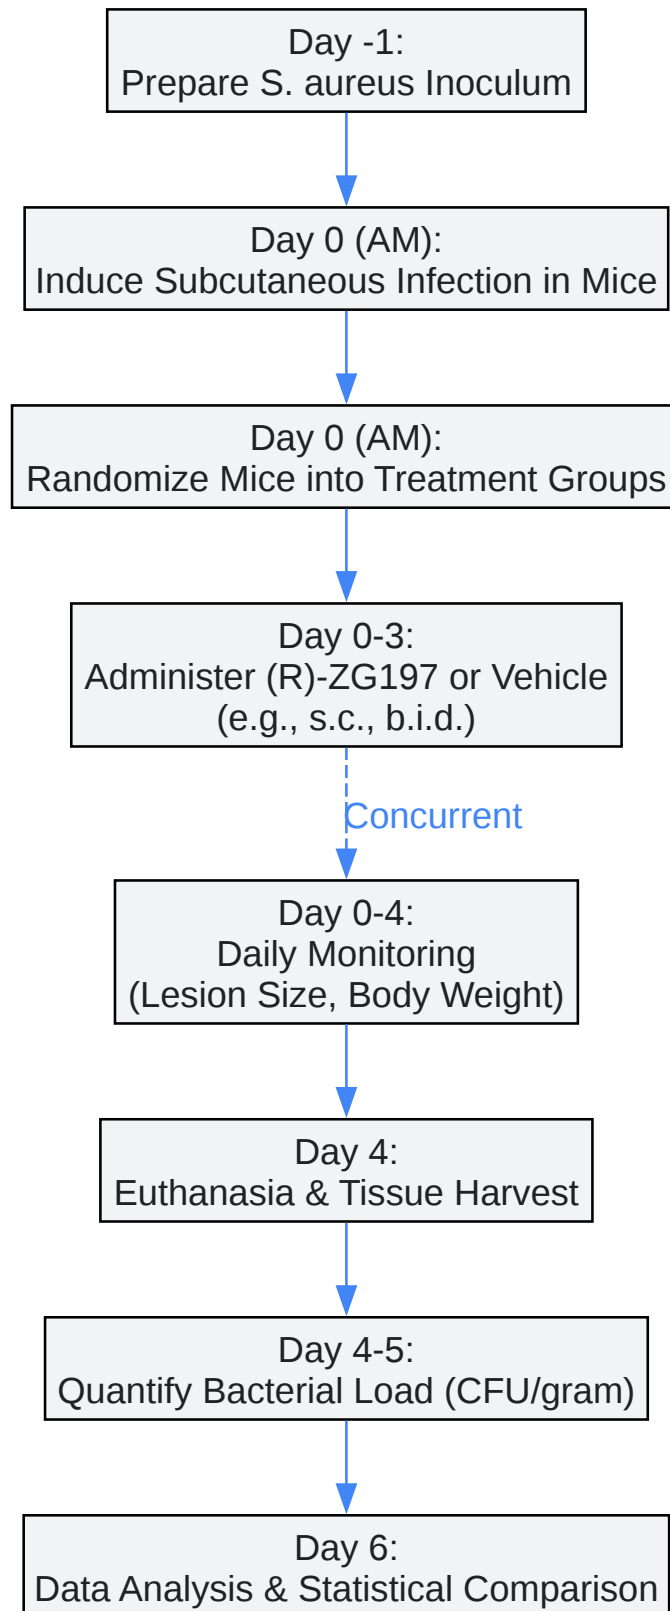 Day -1:
Prepare S. aureus Inoculum
Day 0 (AM):
Induce Subcutaneous Infection in Mice
Day 0 (AM):
Randomize Mice into Treatment Groups
Day 0-3:
Administer (R)-ZG197 or Vehicle
(e.g., s.c., b.i.d.)
Concurrent
Day 0-4:
Daily Monitoring
(Lesion Size, Body Weight)
Day 4:
Euthanasia & Tissue Harvest
Day 4-5:
Quantify Bacterial Load (CFU/gram)
Day 6:
Data Analysis & Statistical Comparison